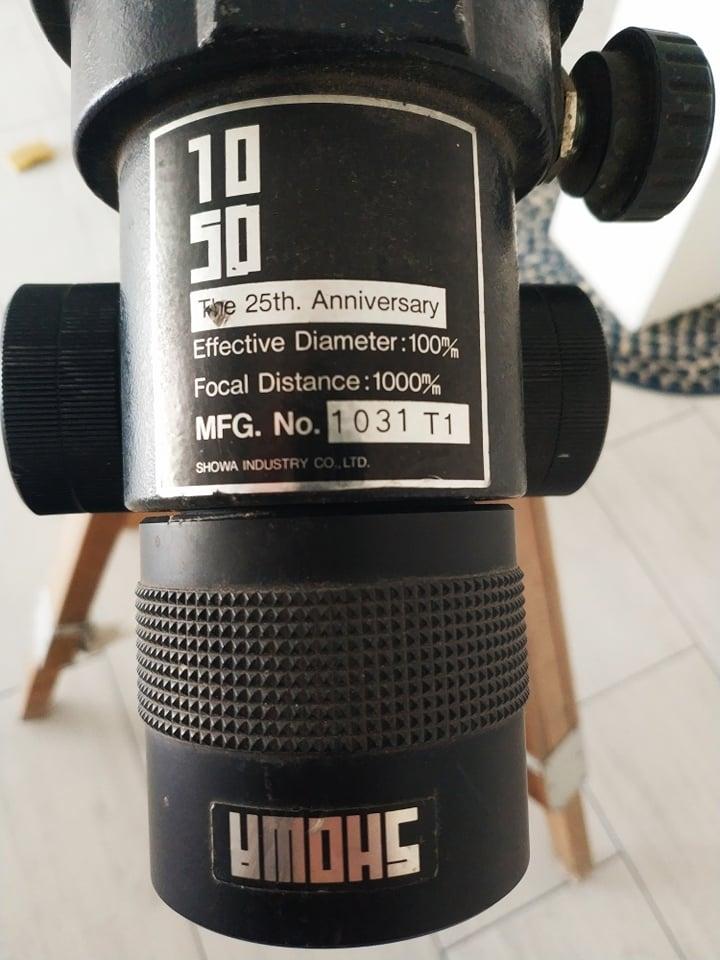 10
SQ
The 25th. Anniversary
Effective Diameter:100m/m
Focal Distance:1000m/m
MFG. No. 1031 T1
SHOWA INDUSTRY CO.,LTD.
SHOWA